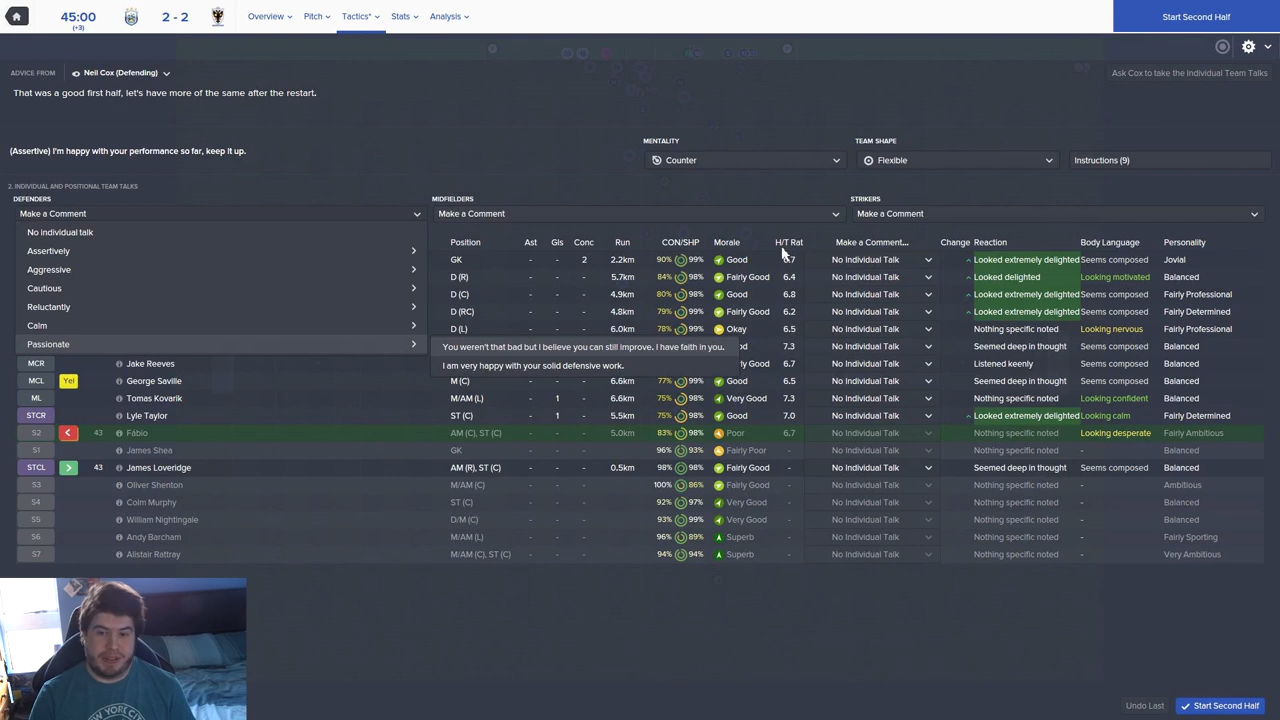 45:00
(+3)
2 - 2
Overview
Pitch
Tactics*
Stats
Analysis
Start Second Half
ADVICE FROM
Neil Cox (Defending)
Ask Cox to take the Individual Team Talks
That was a good first half, let's have more of the same after the restart.
MENTALITY
TEAM SHAPE
(Assertive) I'm happy with your performance so far, keep it up.
Counter
Flexible
Instructions (9)
2. INDIVIDUAL AND POSITIONAL TEAM TALKS
DEFENDERS
MIDFIELDERS
STRIKERS
Make a Comment
Make a Comment
Make a Comment
No individual talk
Assertively
Aggressive
Cautious
Reluctantly
Calm
Passionate
You weren't that bad but I believe you can still improve. I have faith in you.
I am very happy with your solid defensive work.
Position Ast Gls Conc Run CON/SHP Morale H/T Rat Make a Comment... Change Reaction Body Language Personality
GK - - 2 2.2km 90% 99% Good No Individual Talk Looked extremely delighted Seems composed Jovial
D (R) - - - 5.7km 84% 98% Fairly Good 6.4 No Individual Talk Looked delighted Looking motivated Balanced
D (C) - - - 4.9km 80% 98% Good 6.8 No Individual Talk Looked extremely delighted Seems composed Fairly Professional
D (RC) - - - 4.8km 79% 99% Fairly Good 6.2 No Individual Talk Looked extremely delighted Seems composed Fairly Determined
D (L) - - - 6.0km 78% 99% Okay 6.5 No Individual Talk Nothing specific noted Looking nervous Fairly Professional
7.3 No Individual Talk Seemed deep in thought Seems composed Balanced
MCR Jake Reeves Good 6.7 No Individual Talk Listened keenly Seems composed Balanced
MCL Yel George Saville M (C) - - - 6.6km 77% 99% Good 6.5 No Individual Talk Seemed deep in thought Seems composed Balanced
ML Tomas Kovarik M/AM (L) - 1 - 6.6km 75% 98% Very Good 7.3 No Individual Talk Nothing specific noted Looking confident Balanced
STCR Lyle Taylor ST (C) - 1 - 5.5km 75% 98% Good 7.0 No Individual Talk Looked extremely delighted Looking calm Fairly Determined
S2 43 Fábio AM (C), ST (C) - - - 5.0km 83% 98% Poor 6.7 No Individual Talk Nothing specific noted Looking desperate Fairly Ambitious
S1 James Shea GK - - - 96% 93% Fairly Poor - No Individual Talk Nothing specific noted - Balanced
STCL 43 James Loveridge AM (R), ST (C) - - - 0.5km 98% 98% Fairly Good - No Individual Talk Seemed deep in thought Seems composed Balanced
S3 Oliver Shenton M/AM (C) - - - 100% 86% Fairly Good - No Individual Talk Nothing specific noted - Ambitious
S4 Colm Murphy ST (C) - - - 92% 97% Very Good - No Individual Talk Nothing specific noted - Balanced
S5 William Nightingale D/M (C) - - - 93% 99% Very Good - No Individual Talk Nothing specific noted - Balanced
S6 Andy Barcham M/AM (L) - - - 96% 89% Superb - No Individual Talk Nothing specific noted - Fairly Sporting
S7 Alistair Rattray M/AM (C), ST (C) - - - 94% 94% Superb - No Individual Talk Nothing specific noted - Very Ambitious
NEW YORK CITY
Undo Last
Start Second Half